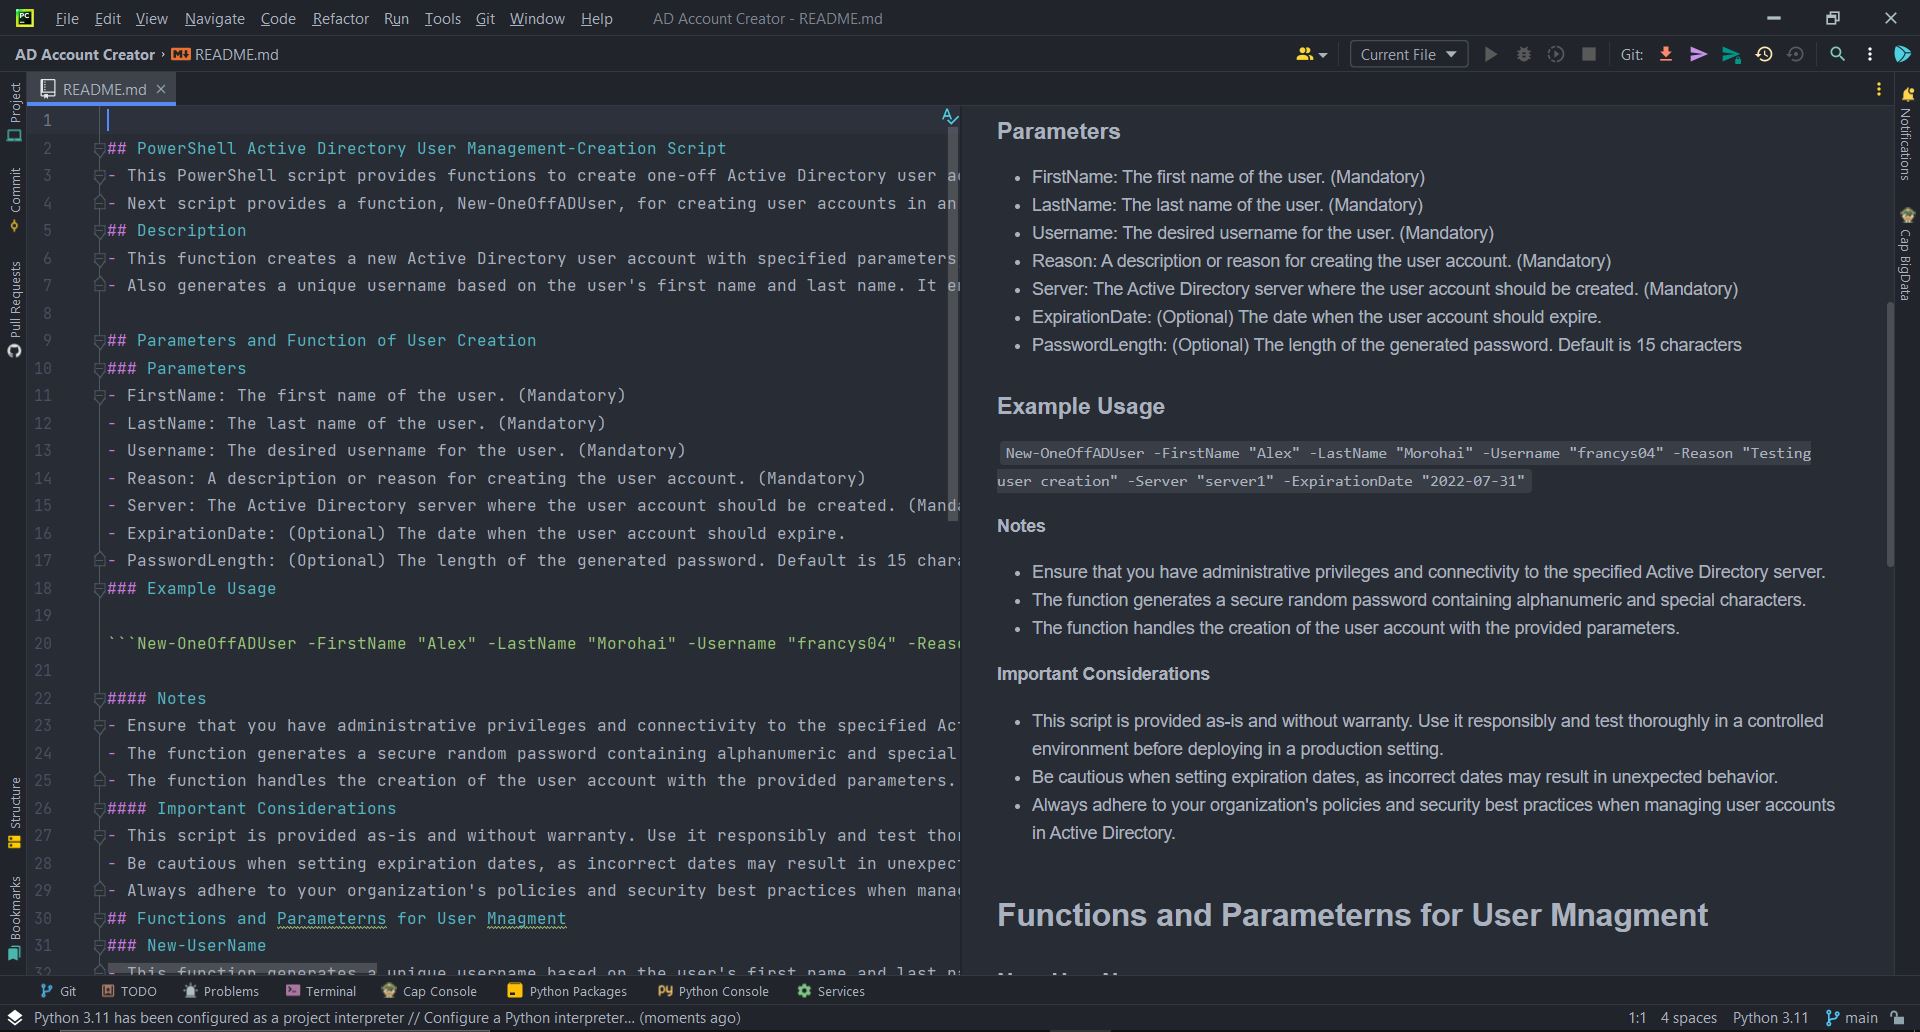 PC File Edit View Navigate Code Refactor Run Tools Git Window Help AD Account Creator - README.md
AD Account Creator › M↓ README.md Current File Git:
README.md
Project
Commit
Pull Requests
Structure
Bookmarks
1
2 ## PowerShell Active Directory User Management-Creation Script
3 - This PowerShell script provides functions to create one-off Active Directory user a
4 - Next script provides a function, New-OneOffADUser, for creating user accounts in an
5 ## Description
6 - This function creates a new Active Directory user account with specified parameters
7 - Also generates a unique username based on the user's first name and last name. It e
8
9 ## Parameters and Function of User Creation
10 ### Parameters
11 - FirstName: The first name of the user. (Mandatory)
12 - LastName: The last name of the user. (Mandatory)
13 - Username: The desired username for the user. (Mandatory)
14 - Reason: A description or reason for creating the user account. (Mandatory)
15 - Server: The Active Directory server where the user account should be created. (Mand
16 - ExpirationDate: (Optional) The date when the user account should expire.
17 - PasswordLength: (Optional) The length of the generated password. Default is 15 char
18 ### Example Usage
19
20 ```New-OneOffADUser -FirstName "Alex" -LastName "Morohai" -Username "francys04" -Reas
21
22 #### Notes
23 - Ensure that you have administrative privileges and connectivity to the specified Ac
24 - The function generates a secure random password containing alphanumeric and special
25 - The function handles the creation of the user account with the provided parameters.
26 #### Important Considerations
27 - This script is provided as-is and without warranty. Use it responsibly and test tho
28 - Be cautious when setting expiration dates, as incorrect dates may result in unexpec
29 - Always adhere to your organization's policies and security best practices when mana
30 ## Functions and Parameterns for User Mnagment
31 ### New-UserName
32 - This function generates a unique username based on the user's first name and last n
Parameters
• FirstName: The first name of the user. (Mandatory)
• LastName: The last name of the user. (Mandatory)
• Username: The desired username for the user. (Mandatory)
• Reason: A description or reason for creating the user account. (Mandatory)
• Server: The Active Directory server where the user account should be created. (Mandatory)
• ExpirationDate: (Optional) The date when the user account should expire.
• PasswordLength: (Optional) The length of the generated password. Default is 15 characters
Example Usage
New-OneOffADUser -FirstName "Alex" -LastName "Morohai" -Username "francys04" -Reason "Testing
user creation" -Server "server1" -ExpirationDate "2022-07-31"
Notes
• Ensure that you have administrative privileges and connectivity to the specified Active Directory server.
• The function generates a secure random password containing alphanumeric and special characters.
• The function handles the creation of the user account with the provided parameters.
Important Considerations
• This script is provided as-is and without warranty. Use it responsibly and test thoroughly in a controlled
environment before deploying in a production setting.
• Be cautious when setting expiration dates, as incorrect dates may result in unexpected behavior.
• Always adhere to your organization's policies and security best practices when managing user accounts
in Active Directory.
Functions and Parameterns for User Mnagment
Notifications
Cap BigData
Git TODO Problems Terminal Cap Console Python Packages Python Console Services
Python 3.11 has been configured as a project interpreter // Configure a Python interpreter... (moments ago) 1:1 4 spaces Python 3.11 main